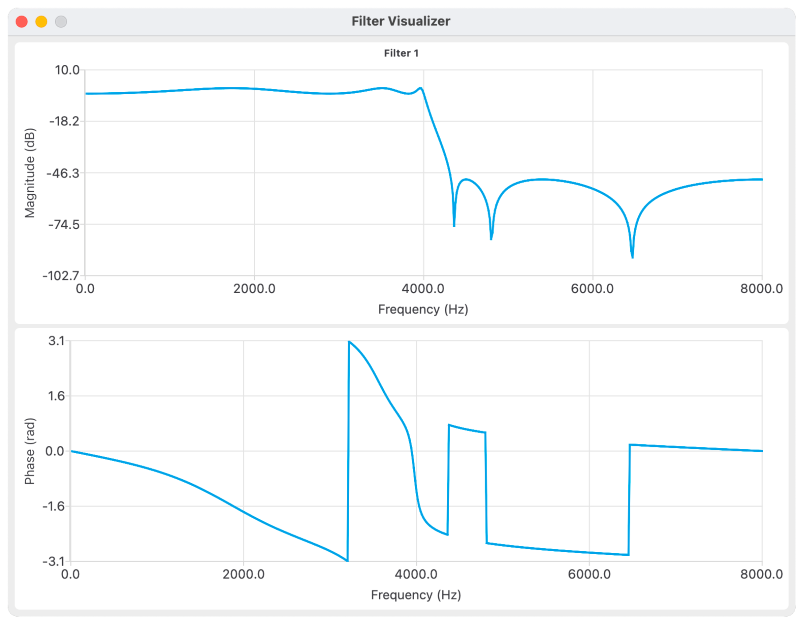 Filter Visualizer
Filter 1
10.0
-18.2
-46.3
-74.5
-102.7
Magnitude (dB)
0.0 2000.0 4000.0 6000.0 8000.0
Frequency (Hz)
3.1
1.6
0.0
-1.6
-3.1
Phase (rad)
0.0 2000.0 4000.0 6000.0 8000.0
Frequency (Hz)